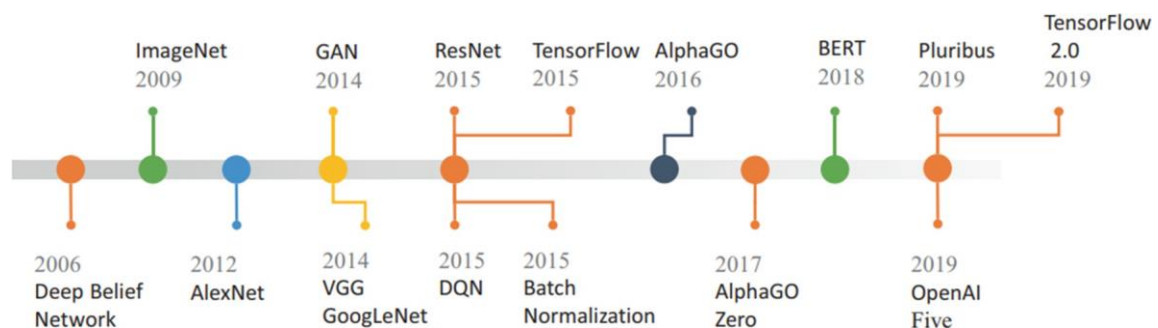 ImageNet
2009
GAN
2014
ResNet
2015
TensorFlow
2015
AlphaGO
2016
BERT
2018
Pluribus
2019
TensorFlow
2.0
2019
2006
Deep Belief
Network
2012
AlexNet
2014
VGG
GoogLeNet
2015
DQN
2015
Batch
Normalization
2017
AlphaGO
Zero
2019
OpenAI
Five